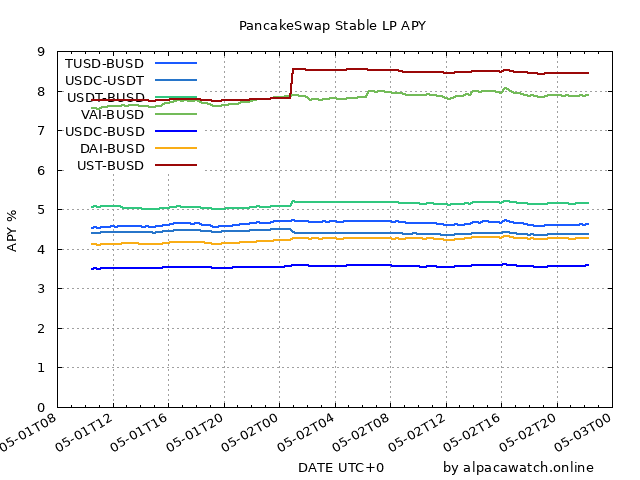 PancakeSwap Stable LP APY
APY %
9
8
7
6
5
4
3
2
1
0
TUSD-BUSD
USDC-USDT
USDT-BUSD
VAI-BUSD
USDC-BUSD
DAI-BUSD
UST-BUSD
05-01T08
05-01T12
05-01T16
05-01T20
05-02T00
05-02T04
05-02T08
05-02T12
05-02T16
05-02T20
05-03T00
DATE UTC+0
by alpacawatch.online